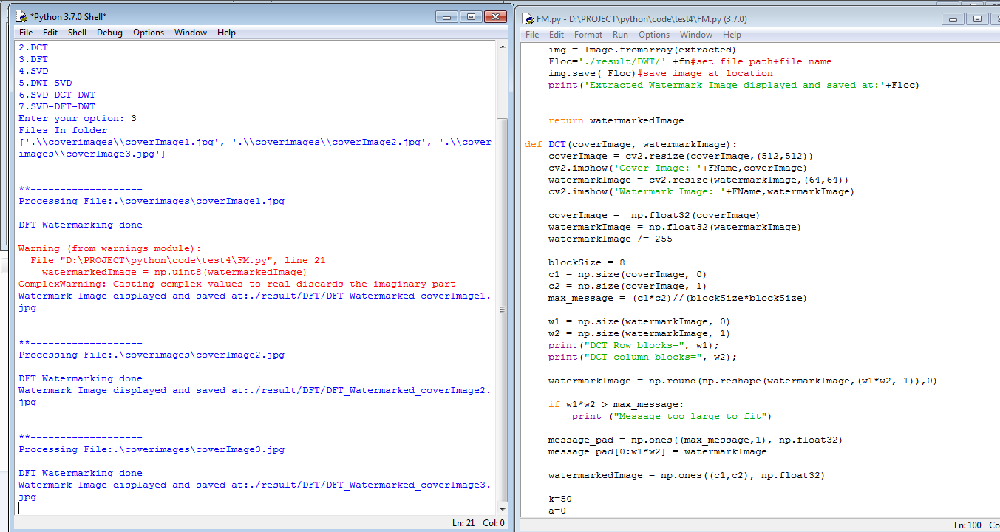 *Python 3.7.0 Shell*
File Edit Shell Debug Options Window Help
2.DCT
3.DFT
4.SVD
5.DWT-SVD
6.SVD-DCT-DWT
7.SVD-DFT-DWT
Enter your option: 3
Files In folder
['.\\coverimages\\coverImage1.jpg', '.\\coverimages\\coverImage2.jpg', '.\\cover
images\\coverImage3.jpg']
**-------------------
Processing File:.\coverimages\coverImage1.jpg
DFT Watermarking done
Warning (from warnings module):
  File "D:\PROJECT\python\code\test4\FM.py", line 21
    watermarkedImage = np.uint8(watermarkedImage)
ComplexWarning: Casting complex values to real discards the imaginary part
Watermark Image displayed and saved at:./result/DFT/DFT_Watermarked_coverImage1.
jpg
**-------------------
Processing File:.\coverimages\coverImage2.jpg
DFT Watermarking done
Watermark Image displayed and saved at:./result/DFT/DFT_Watermarked_coverImage2.
jpg
**-------------------
Processing File:.\coverimages\coverImage3.jpg
DFT Watermarking done
Watermark Image displayed and saved at:./result/DFT/DFT_Watermarked_coverImage3.
jpg
Ln: 21 Col: 0
FM.py - D:\PROJECT\python\code\test4\FM.py (3.7.0)
File Edit Format Run Options Window Help
    img = Image.fromarray(extracted)
    Floc='./result/DWT/' +fn#set file path+file name
    img.save( Floc)#save image at location
    print('Extracted Watermark Image displayed and saved at:'+Floc)
    return watermarkedImage
def DCT(coverImage, watermarkImage):
    coverImage = cv2.resize(coverImage,(512,512))
    cv2.imshow('Cover Image: '+FName,coverImage)
    watermarkImage = cv2.resize(watermarkImage,(64,64))
    cv2.imshow('Watermark Image: '+FName,watermarkImage)
    coverImage =  np.float32(coverImage)
    watermarkImage = np.float32(watermarkImage)
    watermarkImage /= 255
    blockSize = 8
    c1 = np.size(coverImage, 0)
    c2 = np.size(coverImage, 1)
    max_message = (c1*c2)//(blockSize*blockSize)
    w1 = np.size(watermarkImage, 0)
    w2 = np.size(watermarkImage, 1)
    print("DCT Row blocks=", w1);
    print("DCT column blocks=", w2);
    watermarkImage = np.round(np.reshape(watermarkImage,(w1*w2, 1)),0)
    if w1*w2 > max_message:
        print ("Message too large to fit")
    message_pad = np.ones((max_message,1), np.float32)
    message_pad[0:w1*w2] = watermarkImage
    watermarkedImage = np.ones((c1,c2), np.float32)
    k=50
    a=0
Ln: 100 Co